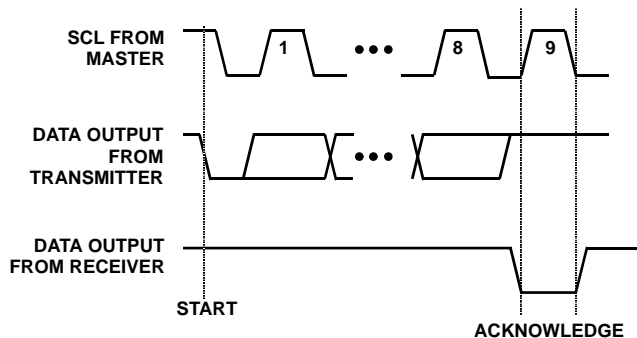 SCL FROM
MASTER
1
8
9
DATA OUTPUT
FROM
TRANSMITTER
DATA OUTPUT
FROM RECEIVER
START
ACKNOWLEDGE